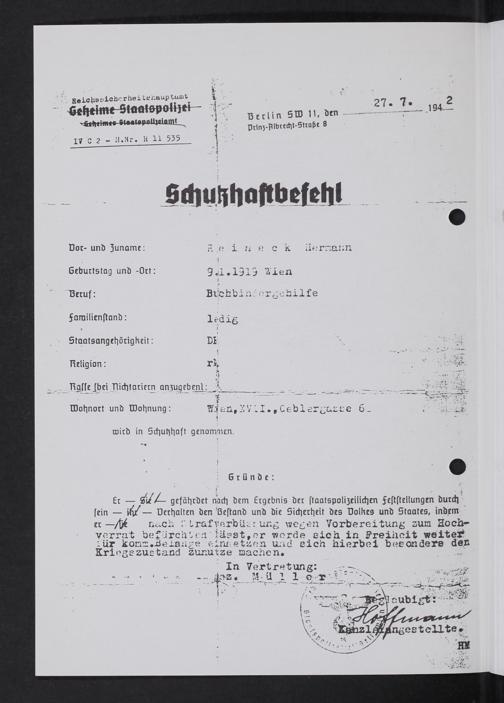 Reichssicherheitshauptamt
Geheime Staatspolizei
Geheimes Staatspolizeiamt
IV C 2 - H.Nr. R 11 535
Berlin SW 11, den 27. 7. 1942
Prinz-Albrecht-Straße 8
Schutzhaftbefehl
Vor- und Zuname: Reineck Hermann
Geburtstag und -Ort: 9.1.1919 Wien
Beruf: Buchbindergehilfe
Familienstand: ledig
Staatsangehörigkeit: DR
Religion: rk
Rasse (bei Nichtariern anzugeben):
Wohnort und Wohnung: Wien, XVII., Geblergasse 6
wird in Schutzhaft genommen.
Gründe:
Er — sie — gefährdet nach dem Ergebnis der staatspolizeilichen Feststellungen durch
sein — ihr — Verhalten den Bestand und die Sicherheit des Volkes und Staates, indem
er — sie nach Strafverbüssung wegen Vorbereitung zum Hoch-
verrat befürchten lässt, er werde sich in Freiheit weiter
für komm.Belange einsetzen und sich hierbei besonders den
Kriegszustand zunutze machen.
In Vertretung:
gez. Müller
Beglaubigt:
Hoffmann
Kanzleiangestellte.
HM